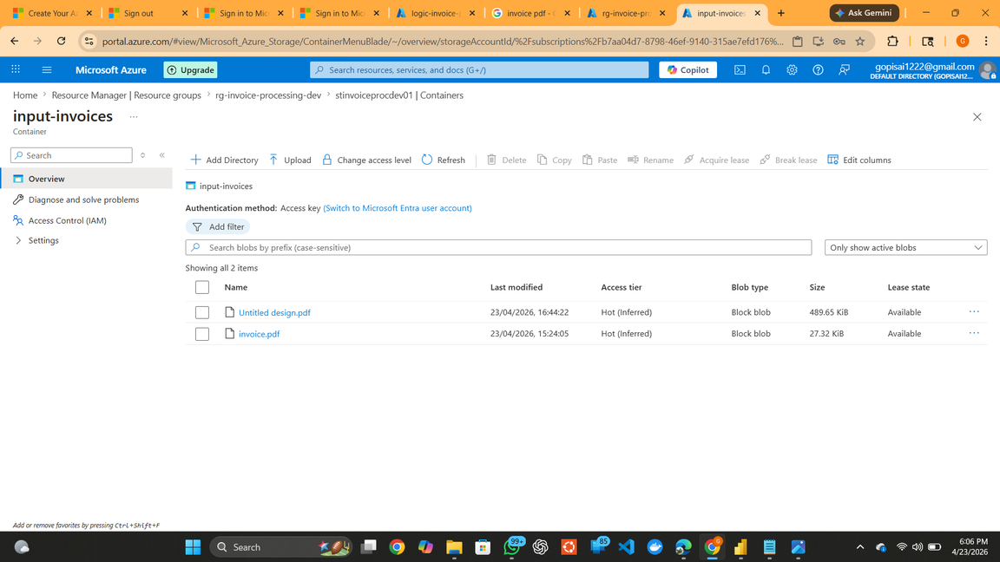 Create Your A
Sign out
Sign in to Mic
Sign in to Mic
logic-invoice-p
invoice pdf - G
rg-invoice-pro
input-invoices
Ask Gemini
portal.azure.com/#view/Microsoft_Azure_Storage/ContainerMenuBlade/~/overview/storageAccountId/%2Fsubscriptions%2Fb7aa04d7-8798-46ef-9140-315ae7efd176%...
G
Microsoft Azure
Upgrade
Search resources, services, and docs (G+/)
Copilot
gopisai1222@gmail.com
DEFAULT DIRECTORY (GOPISAI12...
Home > Resource Manager | Resource groups > rg-invoice-processing-dev > stinvoiceprocdev01 | Containers
input-invoices ...
Container
Search
Add Directory Upload Change access level Refresh Delete Copy Paste Rename Acquire lease Break lease Edit columns
Overview
Diagnose and solve problems
Access Control (IAM)
Settings
input-invoices
Authentication method: Access key (Switch to Microsoft Entra user account)
Add filter
Search blobs by prefix (case-sensitive)
Only show active blobs
Showing all 2 items
Name Last modified Access tier Blob type Size Lease state
Untitled design.pdf 23/04/2026, 16:44:22 Hot (Inferred) Block blob 489.65 KiB Available ...
invoice.pdf 23/04/2026, 15:24:05 Hot (Inferred) Block blob 27.32 KiB Available ...
Add or remove favorites by pressing Ctrl+Shift+F
Search
99+
85
G
6:06 PM
4/23/2026